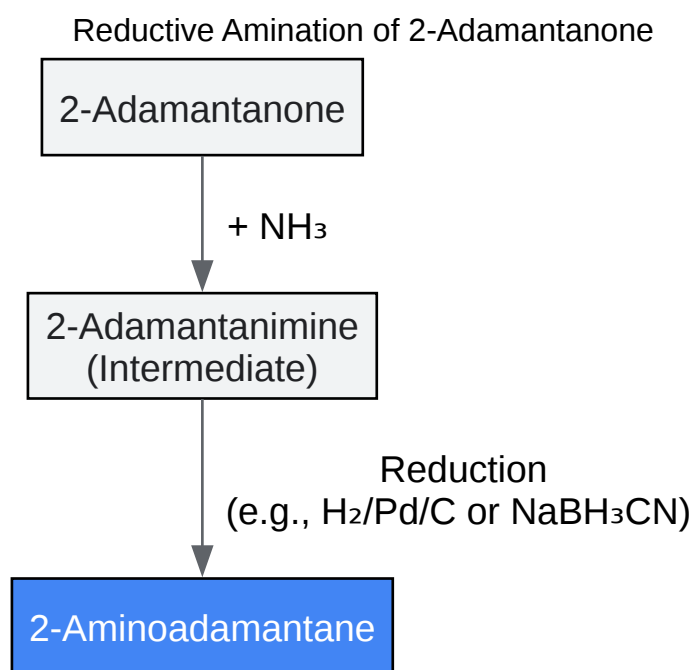 Reductive Amination of 2-Adamantanone
2-Adamantanone
+ NH₃
2-Adamantanimine
(Intermediate)
Reduction
(e.g., H₂/Pd/C or NaBH₃CN)
2-Aminoadamantane